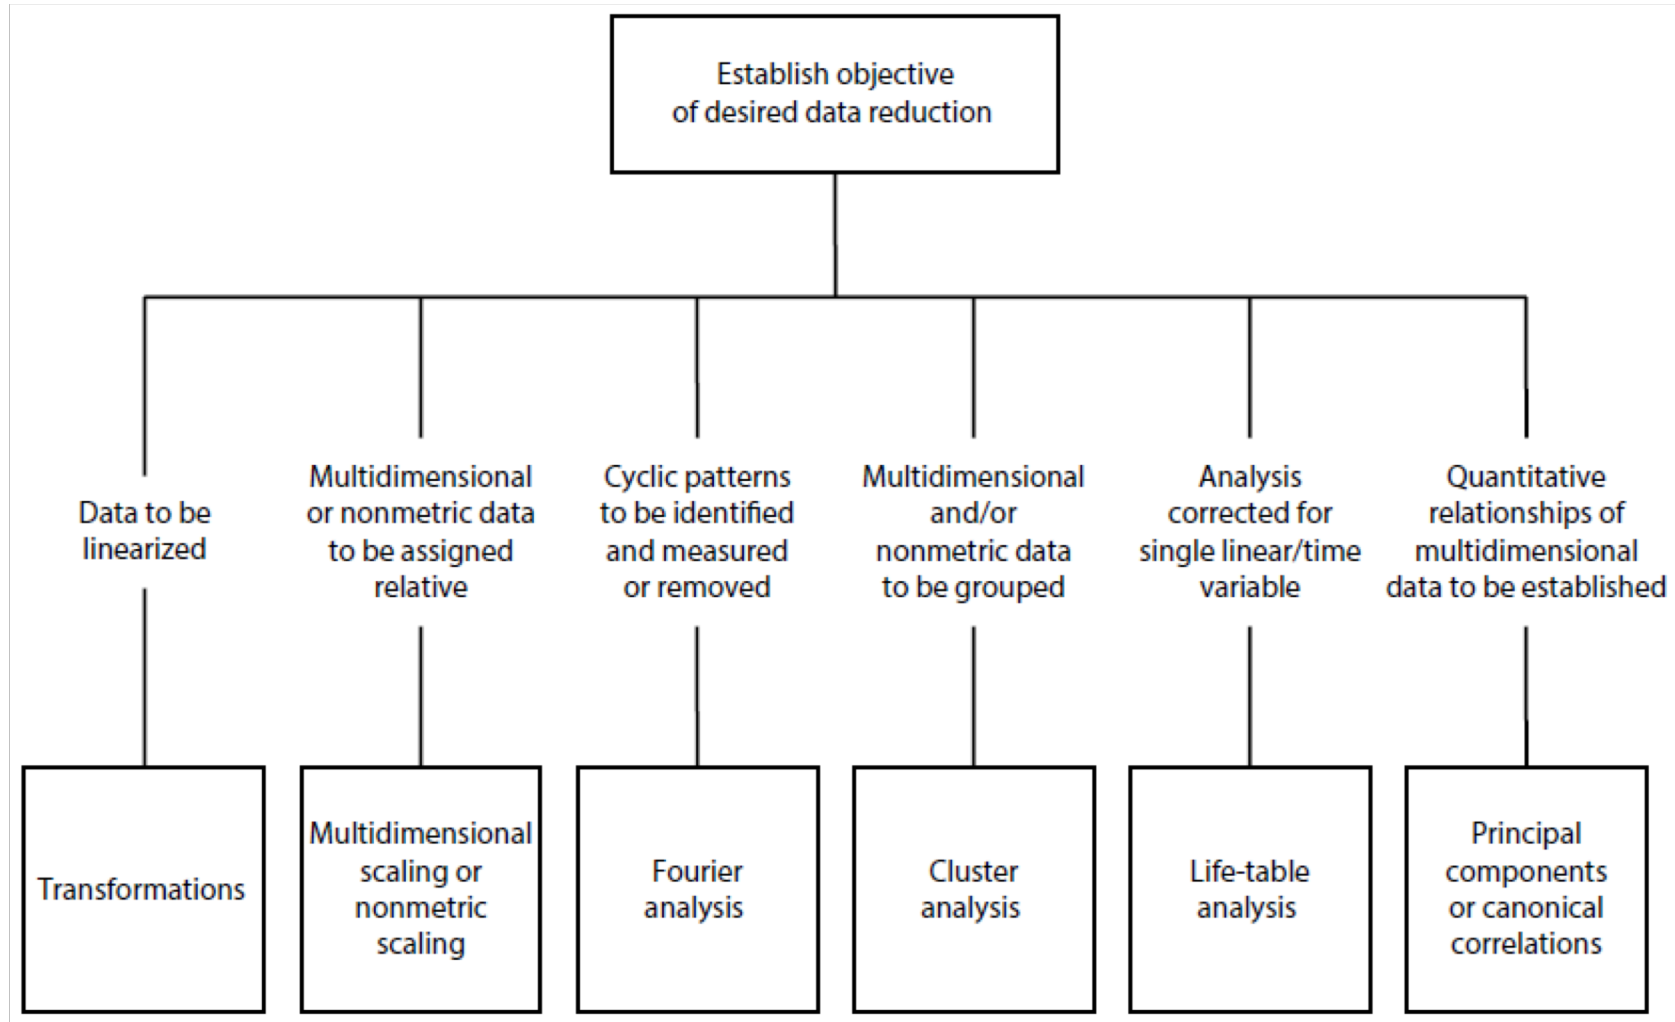 Establish objective
of desired data reduction
Data to be
linearized
Multidimensional
or nonmetric data
to be assigned
relative
Cyclic patterns
to be identified
and measured
or removed
Multidimensional
and/or
nonmetric data
to be grouped
Analysis
corrected for
single linear/time
variable
Quantitative
relationships of
multidimensional
data to be established
Transformations
Multidimensional
scaling or
nonmetric
scaling
Fourier
analysis
Cluster
analysis
Life-table
analysis
Principal
components
or canonical
correlations